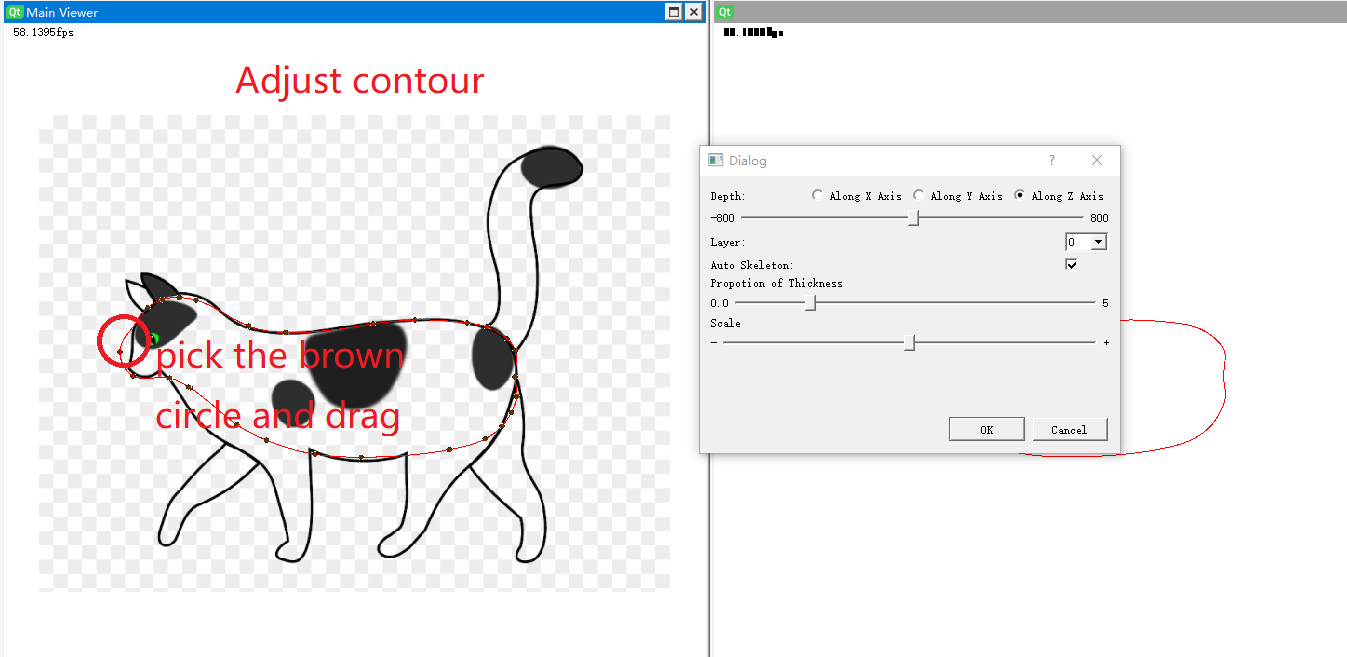 Qt Main Viewer
58.1395fps
Adjust contour
pick the brown
circle and drag
Qt
Dialog
?
Depth:
Along X Axis
Along Y Axis
Along Z Axis
-800
800
Layer:
0
Auto Skeleton:
Propotion of Thickness
0.0
5
Scale
-
+
OK
Cancel